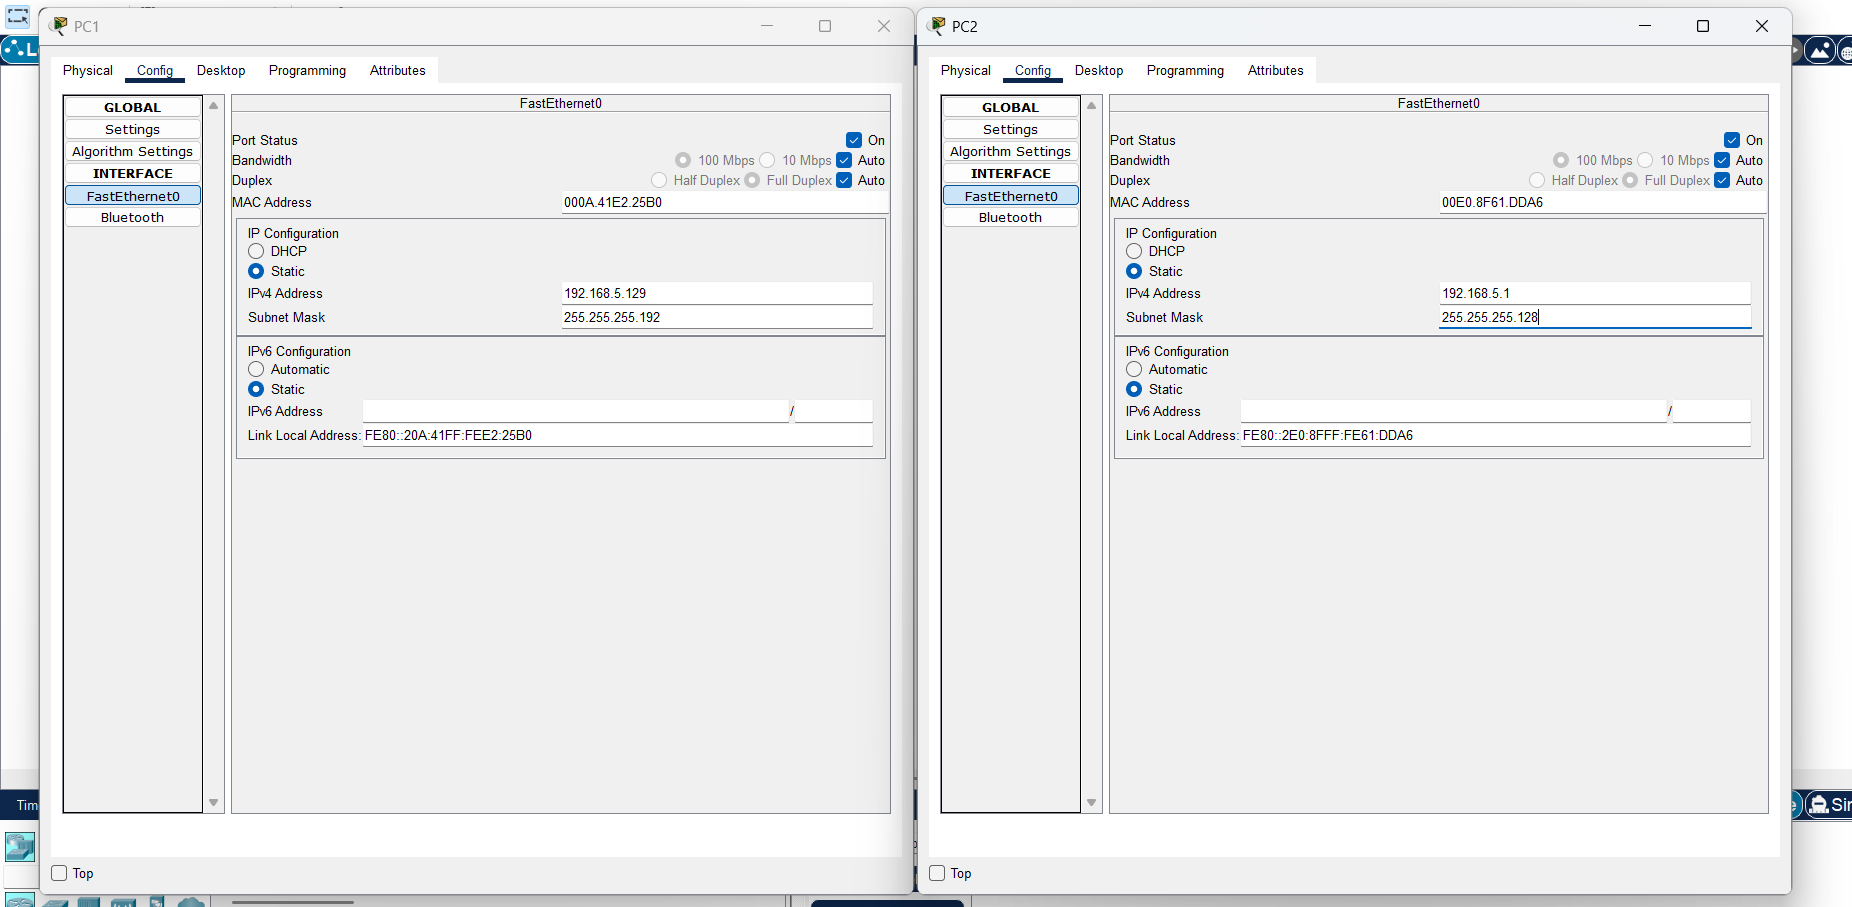 PC1
Physical Config Desktop Programming Attributes
GLOBAL
Settings
Algorithm Settings
INTERFACE
FastEthernet0
Bluetooth
FastEthernet0
Port Status On
Bandwidth 100 Mbps 10 Mbps Auto
Duplex Half Duplex Full Duplex Auto
MAC Address 000A.41E2.25B0
IP Configuration
DHCP
Static
IPv4 Address 192.168.5.129
Subnet Mask 255.255.255.192
IPv6 Configuration
Automatic
Static
IPv6 Address /
Link Local Address: FE80::20A:41FF:FEE2:25B0
Top
PC2
Physical Config Desktop Programming Attributes
GLOBAL
Settings
Algorithm Settings
INTERFACE
FastEthernet0
Bluetooth
FastEthernet0
Port Status On
Bandwidth 100 Mbps 10 Mbps Auto
Duplex Half Duplex Full Duplex Auto
MAC Address 00E0.8F61.DDA6
IP Configuration
DHCP
Static
IPv4 Address 192.168.5.1
Subnet Mask 255.255.255.128
IPv6 Configuration
Automatic
Static
IPv6 Address /
Link Local Address: FE80::2E0:8FFF:FE61:DDA6
Top